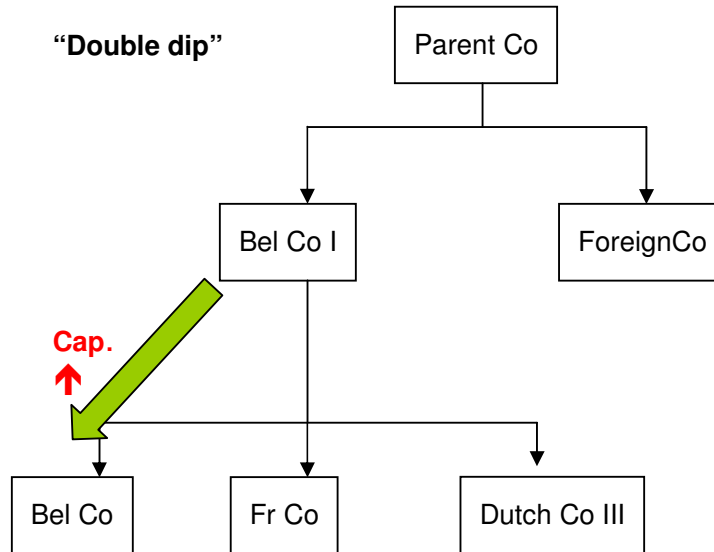 “Double dip”
Parent Co
Bel Co I
ForeignCo
Cap.
Bel Co
Fr Co
Dutch Co III